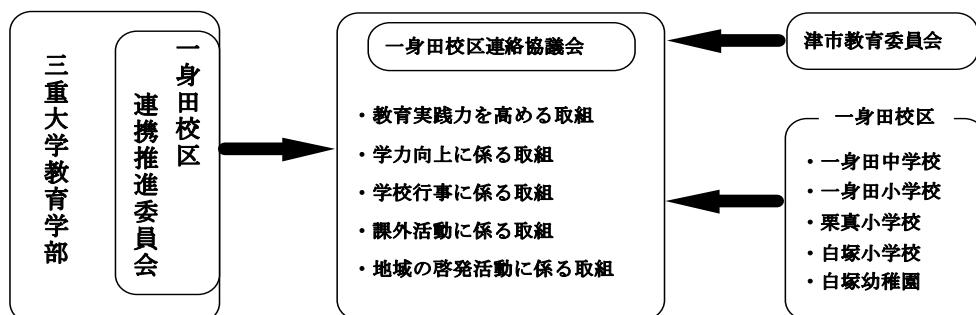 三重大学教育学部
一身田校区
連携推進委員会
一身田校区連絡協議会
・教育実践力を高める取組
・学力向上に係る取組
・学校行事に係る取組
・課外活動に係る取組
・地域の啓発活動に係る取組
津市教育委員会
一身田校区
・一身田中学校
・一身田小学校
・栗真小学校
・白塚小学校
・白塚幼稚園